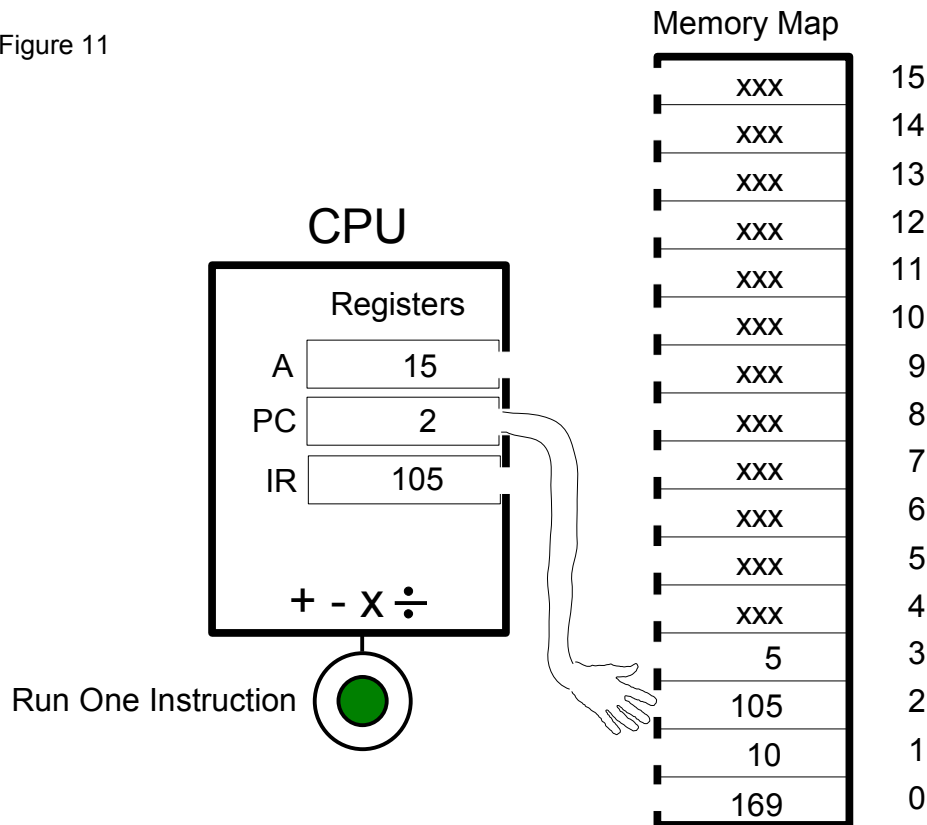 Figure 11
Memory Map
xxx 15
xxx 14
xxx 13
xxx 12
xxx 11
xxx 10
xxx 9
xxx 8
xxx 7
xxx 6
xxx 5
xxx 4
5 3
105 2
10 1
169 0
CPU
Registers
A 15
PC 2
IR 105
+ - x ÷
Run One Instruction